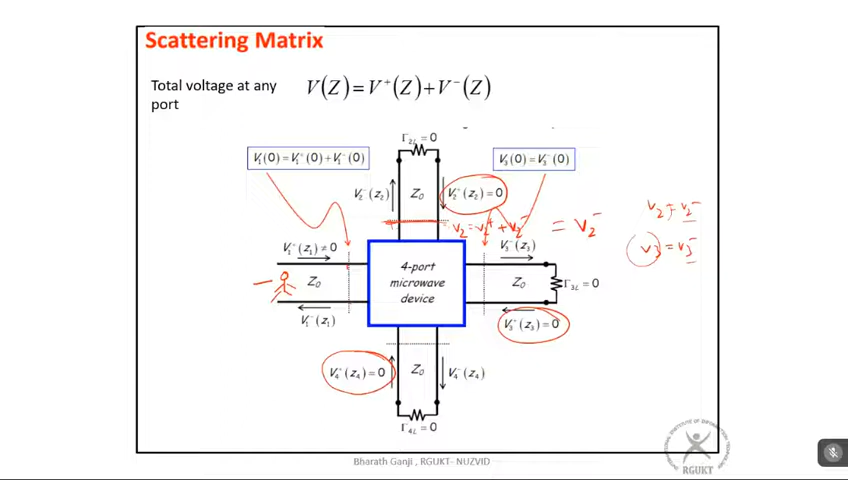 Scattering Matrix
Total voltage at any
port
V(Z) = V⁺(Z) + V⁻(Z)
Γ₂L = 0
V₁(0) = V₁⁺(0) + V₁⁻(0)
V₃(0) = V₃⁻(0)
V₂⁻(z₂)
Z₀
V₂⁺(z₂) = 0
V₂ = V₂⁺ + V₂⁻ = V₂⁻
V₂ = V₂⁻
V₃ = V₃⁻
V₁⁺(z₁) ≠ 0
V₃⁻(z₃)
4-port
microwave
device
Z₀
Z₀
Γ₃L = 0
V₁⁻(z₁)
V₃⁺(z₃) = 0
V₄⁺(z₄) = 0
Z₀
V₄⁻(z₄)
Γ₄L = 0
RGUKT
Bharath Ganji , RGUKT- NUZVID